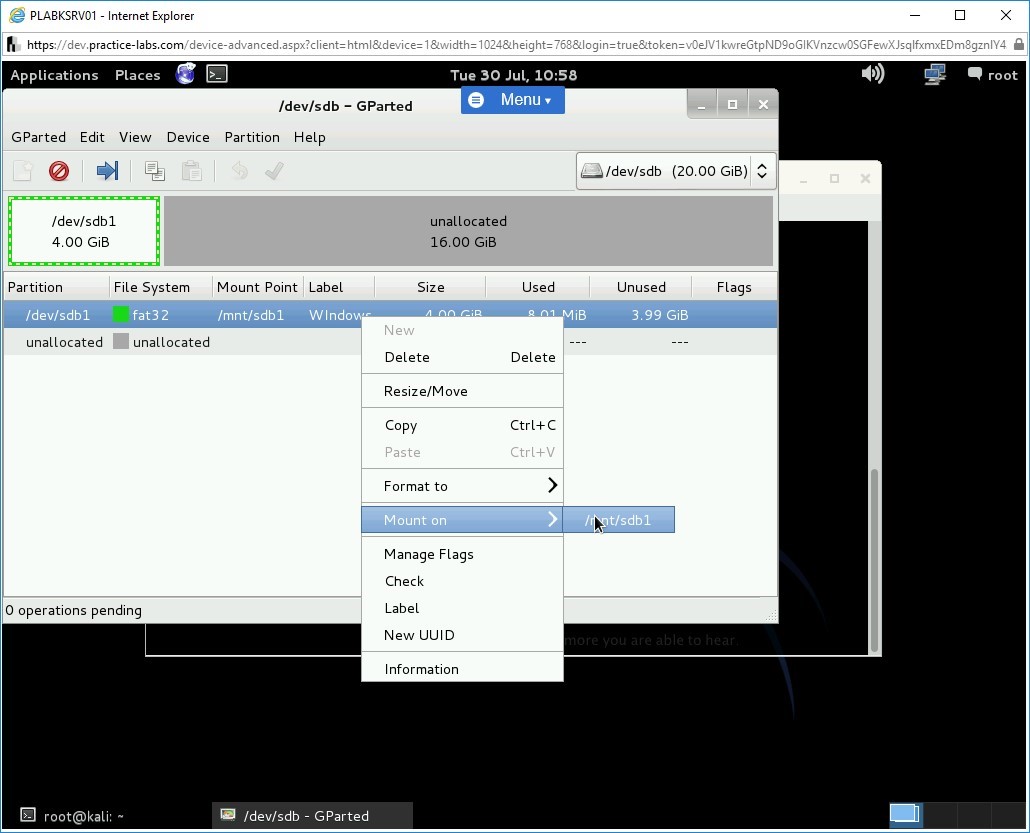 PLABKSRV01 - Internet Explorer
https://dev.practice-labs.com/device-advanced.aspx?client=html&device=1&width=1024&height=768&login=true&token=
Applications Places Tue 30 Jul, 10:58 root
/dev/sdb - GParted Menu
GParted Edit View Device Partition Help
/dev/sdb (20.00 GiB)
/dev/sdb1
4.00 GiB
unallocated
16.00 GiB
Partition File System Mount Point Label Size Used Unused Flags
/dev/sdb1 fat32 /mnt/sdb1 WIndows 4.00 GiB 8.01 MiB 3.99 GiB
unallocated unallocated --- ---
New
Delete Delete
Resize/Move
Copy Ctrl+C
Paste Ctrl+V
Format to
Mount on /mnt/sdb1
Manage Flags
Check
Label
New UUID
Information
0 operations pending
more you are able to hear.
root@kali: ~ /dev/sdb - GParted